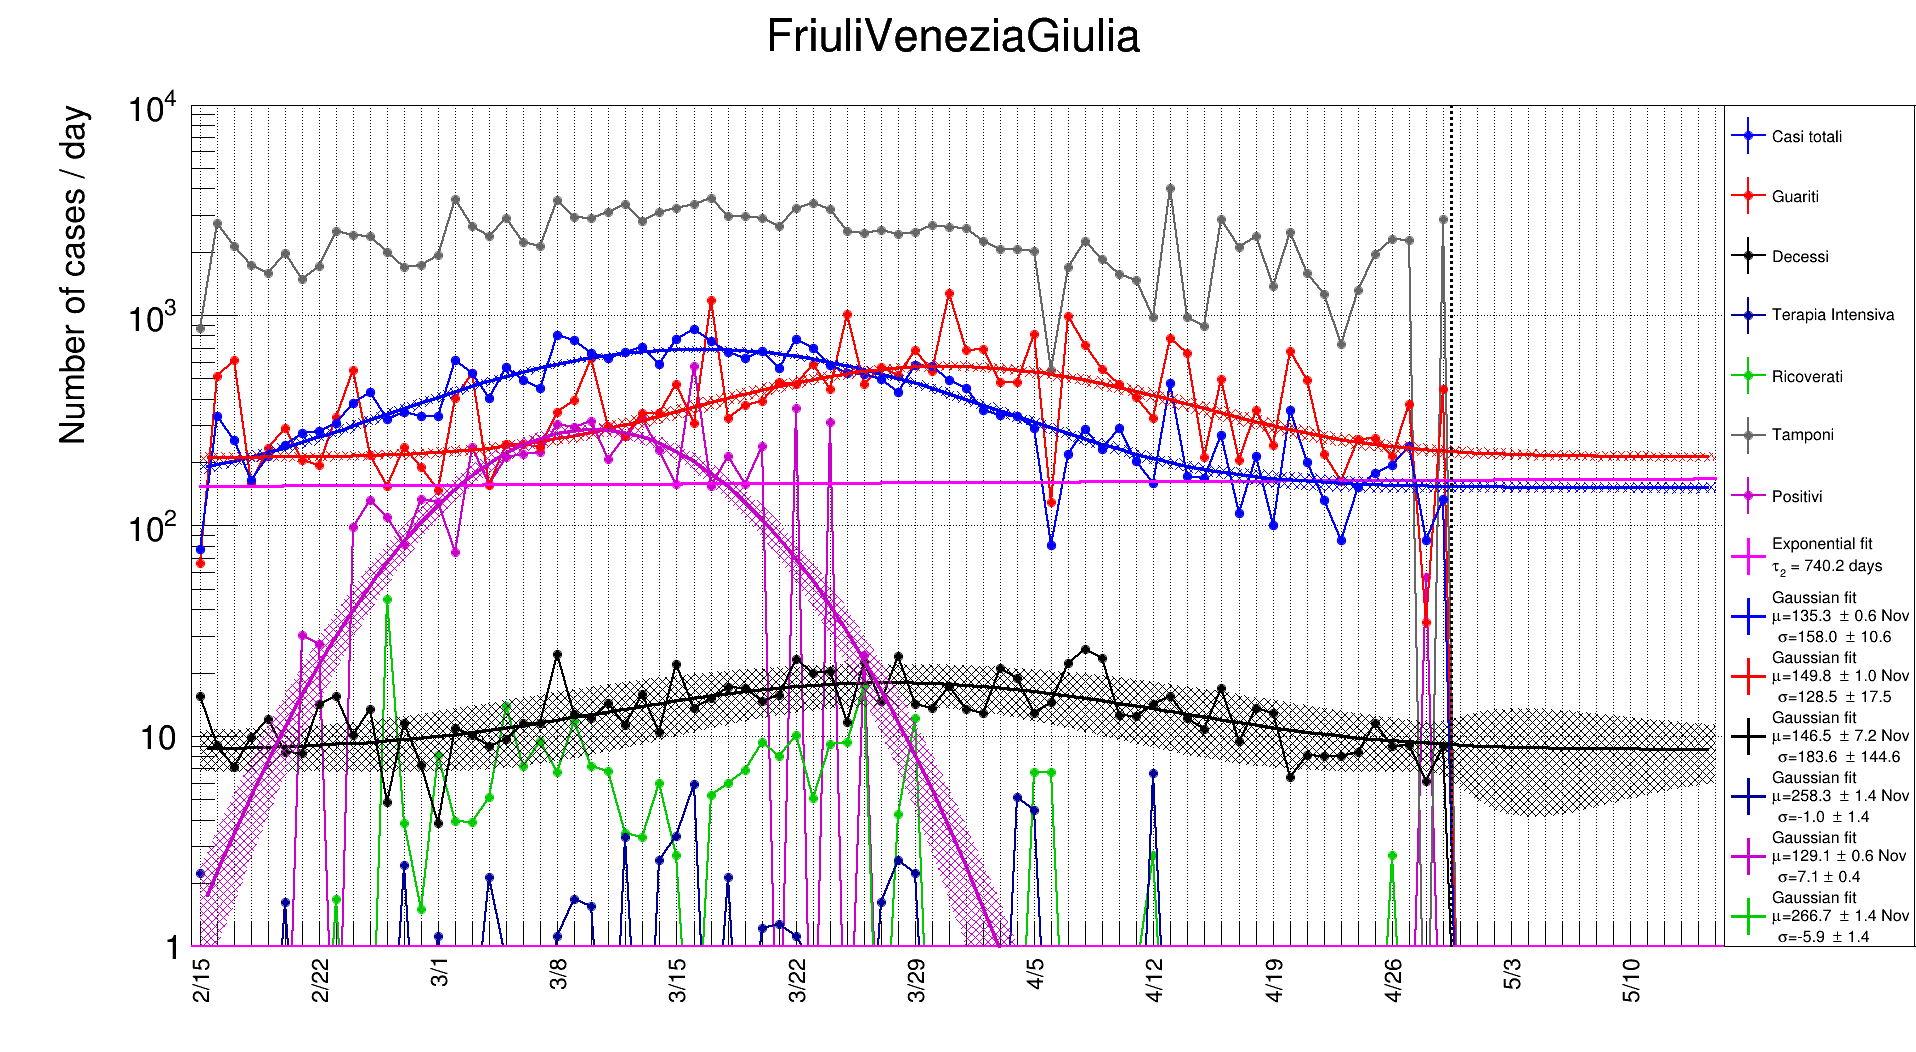 FriuliVeneziaGiulia
Number of cases / day
10^4
10^3
10^2
10
1
2/15
2/22
3/1
3/8
3/15
3/22
3/29
4/5
4/12
4/19
4/26
5/3
5/10
Casi totali
Guariti
Decessi
Terapia Intensiva
Ricoverati
Tamponi
Positivi
Exponential fit
τ2 = 740.2 days
Gaussian fit
μ=135.3 ± 0.6 Nov
σ=158.0 ± 10.6
Gaussian fit
μ=149.8 ± 1.0 Nov
σ=128.5 ± 17.5
Gaussian fit
μ=146.5 ± 7.2 Nov
σ=183.6 ± 144.6
Gaussian fit
μ=258.3 ± 1.4 Nov
σ=-1.0 ± 1.4
Gaussian fit
μ=129.1 ± 0.6 Nov
σ=7.1 ± 0.4
Gaussian fit
μ=266.7 ± 1.4 Nov
σ=-5.9 ± 1.4